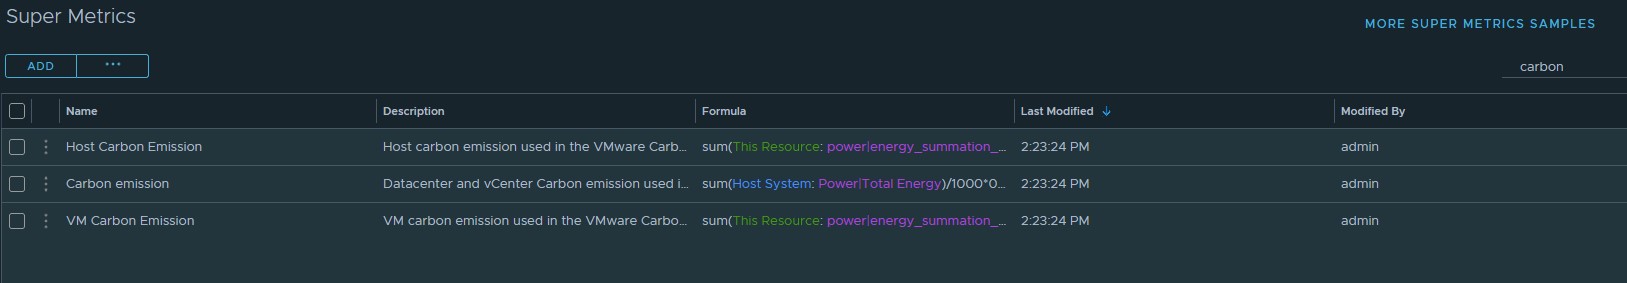 Super Metrics
MORE SUPER METRICS SAMPLES
ADD ...
carbon
Name Description Formula Last Modified Modified By
Host Carbon Emission Host carbon emission used in the VMware Carb... sum(This Resource: power|energy_summation_... 2:23:24 PM admin
Carbon emission Datacenter and vCenter Carbon emission used i... sum(Host System: Power|Total Energy)/1000*0... 2:23:24 PM admin
VM Carbon Emission VM carbon emission used in the VMware Carbo... sum(This Resource: power|energy_summation_... 2:23:24 PM admin